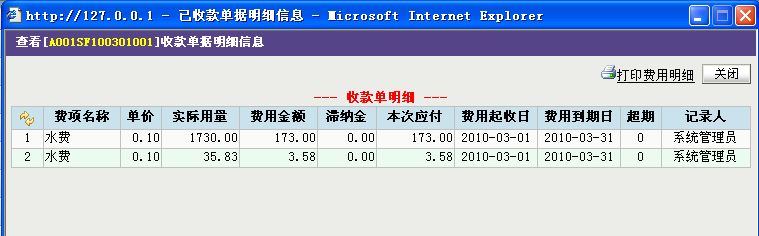 http://127.0.0.1 - 已收款单据明细信息 - Microsoft Internet Explorer
查看[A001SF100301001]收款单据明细信息
打印费用明细 关闭
--- 收款单明细 ---
费项名称 单价 实际用量 费用金额 滞纳金 本次应付 费用起收日 费用到期日 超期 记录人
1 水费 0.10 1730.00 173.00 0.00 173.00 2010-03-01 2010-03-31 0 系统管理员
2 水费 0.10 35.83 3.58 0.00 3.58 2010-03-01 2010-03-31 0 系统管理员